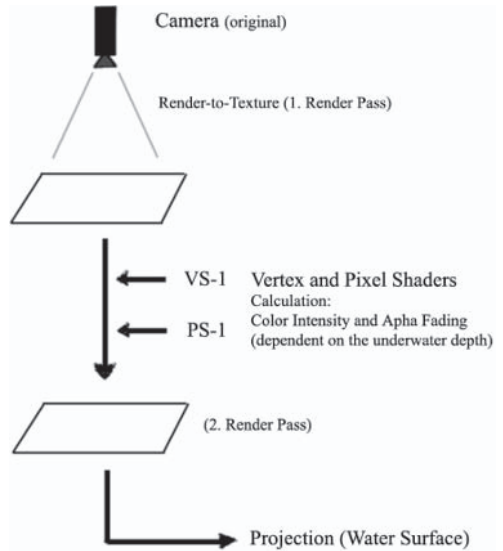 Camera (original)
Render-to-Texture (1. Render Pass)
VS-1 Vertex and Pixel Shaders
Calculation:
PS-1 Color Intensity and Apha Fading
(dependent on the underwater depth)
(2. Render Pass)
Projection (Water Surface)